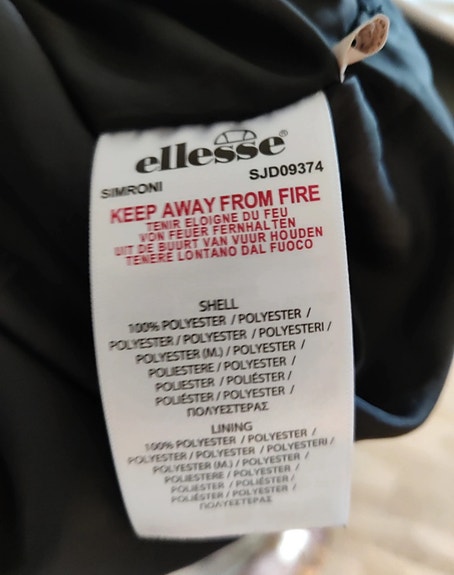 ellesse®
SIMRONI SJD09374
KEEP AWAY FROM FIRE
TENIR ELOIGNE DU FEU
VON FEUER FERNHALTEN
UIT DE BUURT VAN VUUR HOUDEN
TENERE LONTANO DAL FUOCO
SHELL
100% POLYESTER / POLYESTER /
POLYESTER / POLYESTER / POLYESTERI /
POLYESTER (M.) / POLYESTER /
POLIESTERE / POLYESTER /
POLIESTER / POLIÉSTER /
POLIÉSTER / POLYESTER /
ΠΟΛΥΕΣΤΕΡΑΣ
LINING
100% POLYESTER / POLYESTER /
POLYESTER / POLYESTER / POLYESTERI /
POLYESTER (M.) / POLYESTER /
POLIESTERE / POLYESTER /
POLIESTER / POLIÉSTER /
POLIÉSTER / POLYESTER /
ΠΟΛΥΕΣΤΕΡΑΣ